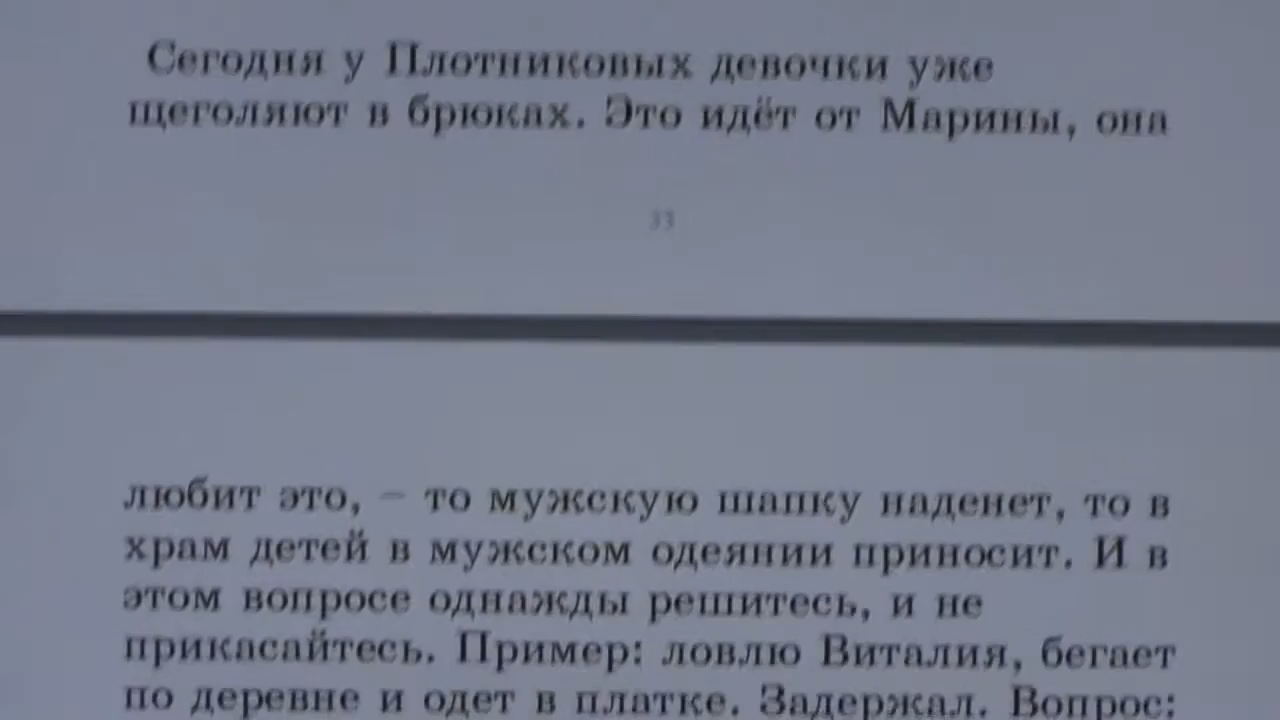 Сегодня у Плотниковых девочки уже
щеголяют в брюках. Это идёт от Марины, она
33
любит это, – то мужскую шапку наденет, то в
храм детей в мужском одеянии приносит. И в
этом вопросе однажды решитесь, и не
прикасайтесь. Пример: ловлю Виталия, бегает
по деревне и одет в платке. Задержал. Вопрос: